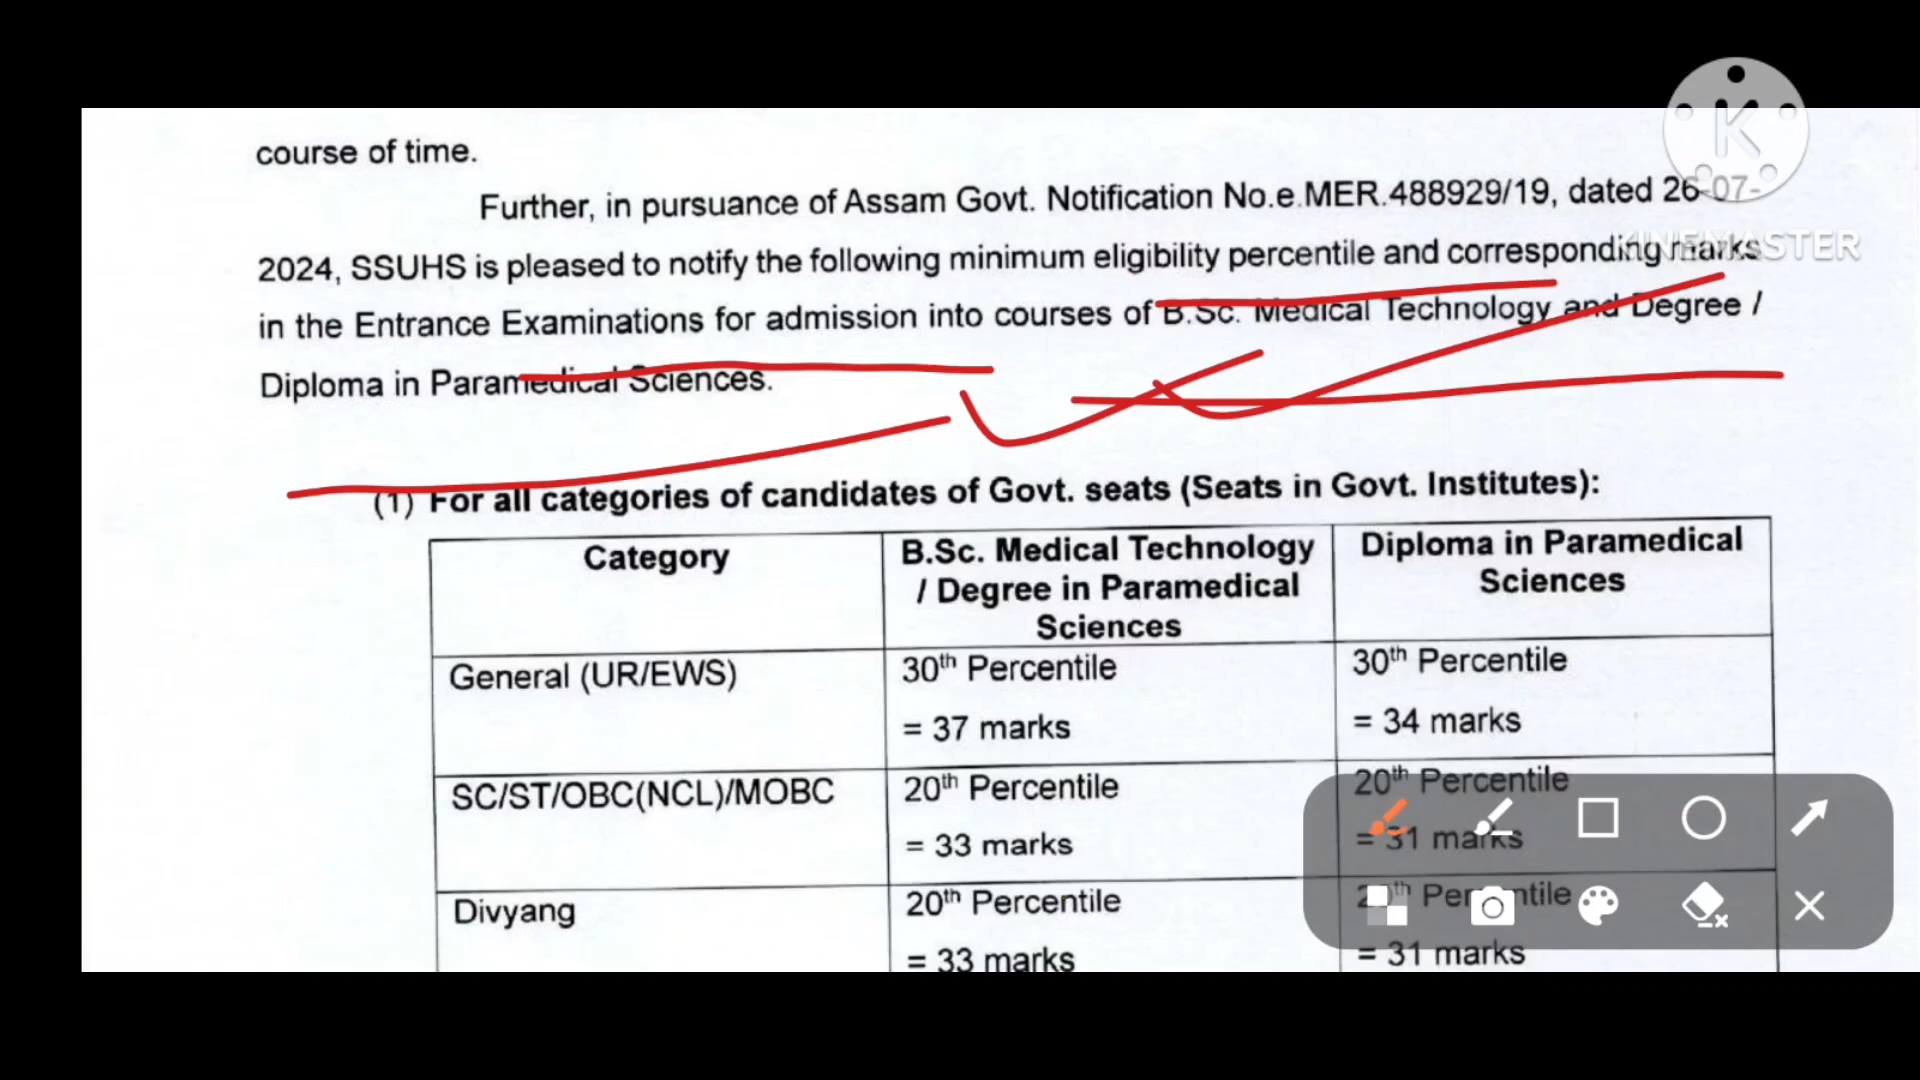 course of time.
Further, in pursuance of Assam Govt. Notification No.e.MER.488929/19, dated 26-07-
2024, SSUHS is pleased to notify the following minimum eligibility percentile and corresponding marks
in the Entrance Examinations for admission into courses of B.Sc. Medical Technology and Degree /
Diploma in Paramedical Sciences.
(1) For all categories of candidates of Govt. seats (Seats in Govt. Institutes):
Category
B.Sc. Medical Technology
/ Degree in Paramedical
Sciences
Diploma in Paramedical
Sciences
General (UR/EWS)
30th Percentile
= 37 marks
30th Percentile
= 34 marks
SC/ST/OBC(NCL)/MOBC
20th Percentile
= 33 marks
20th Percentile
= 31 marks
Divyang
20th Percentile
= 33 marks
20th Percentile
= 31 marks
K
KINEMASTER